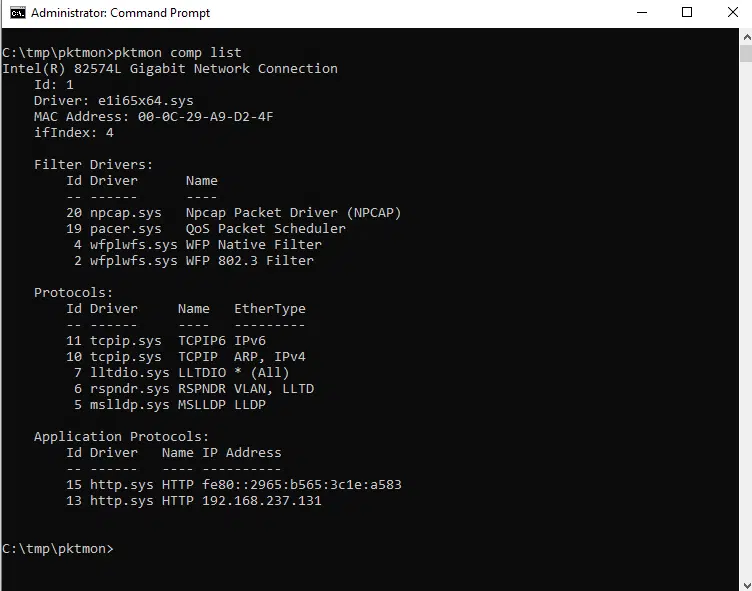 Administrator: Command Prompt
C:\tmp\pktmon>pktmon comp list
Intel(R) 82574L Gigabit Network Connection
    Id: 1
    Driver: e1i65x64.sys
    MAC Address: 00-0C-29-A9-D2-4F
    ifIndex: 4

    Filter Drivers:
        Id Driver      Name
        -- ------      ----
        20 npcap.sys   Npcap Packet Driver (NPCAP)
        19 pacer.sys   QoS Packet Scheduler
         4 wfplwfs.sys WFP Native Filter
         2 wfplwfs.sys WFP 802.3 Filter

    Protocols:
        Id Driver     Name   EtherType
        -- ------     ----   ---------
        11 tcpip.sys  TCPIP6 IPv6
        10 tcpip.sys  TCPIP  ARP, IPv4
         7 lltdio.sys LLTDIO * (All)
         6 rspndr.sys RSPNDR VLAN, LLTD
         5 mslldp.sys MSLLDP LLDP

    Application Protocols:
        Id Driver   Name IP Address
        -- ------   ---- ----------
        15 http.sys HTTP fe80::2965:b565:3c1e:a583
        13 http.sys HTTP 192.168.237.131

C:\tmp\pktmon>